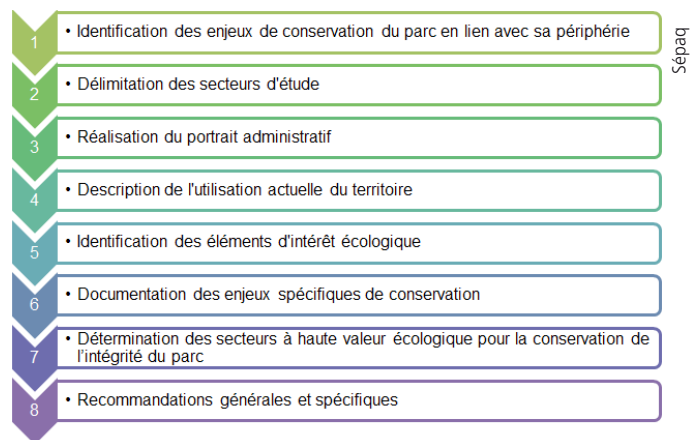 1
• Identification des enjeux de conservation du parc en lien avec sa périphérie
2
• Délimitation des secteurs d'étude
3
• Réalisation du portrait administratif
4
• Description de l'utilisation actuelle du territoire
5
• Identification des éléments d'intérêt écologique
6
• Documentation des enjeux spécifiques de conservation
7
• Détermination des secteurs à haute valeur écologique pour la conservation de
l'intégrité du parc
8
• Recommandations générales et spécifiques
Sépaq